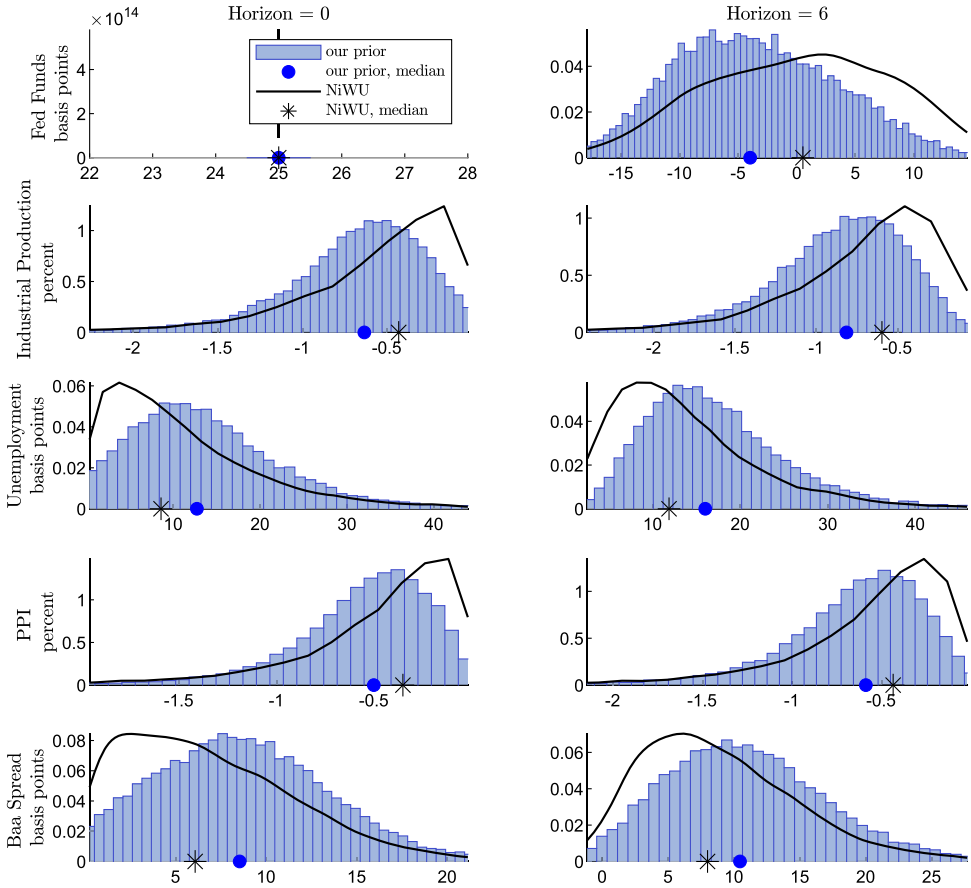 Horizon = 0
Horizon = 6
×10^14
Fed Funds
basis points
4
2
0
22 23 24 25 26 27 28
our prior
our prior, median
NiWU
NiWU, median
0.04
0.02
0
-15 -10 -5 0 5 10
Industrial Production
percent
1
0.5
0
-2 -1.5 -1 -0.5
1
0.5
0
-2 -1.5 -1 -0.5
Unemployment
basis points
0.06
0.04
0.02
0
10 20 30 40
0.04
0.02
0
10 20 30 40
PPI
percent
1
0.5
0
-1.5 -1 -0.5
1
0.5
0
-2 -1.5 -1 -0.5
Baa Spread
basis points
0.08
0.06
0.04
0.02
0
5 10 15 20
0.06
0.04
0.02
0
0 5 10 15 20 25